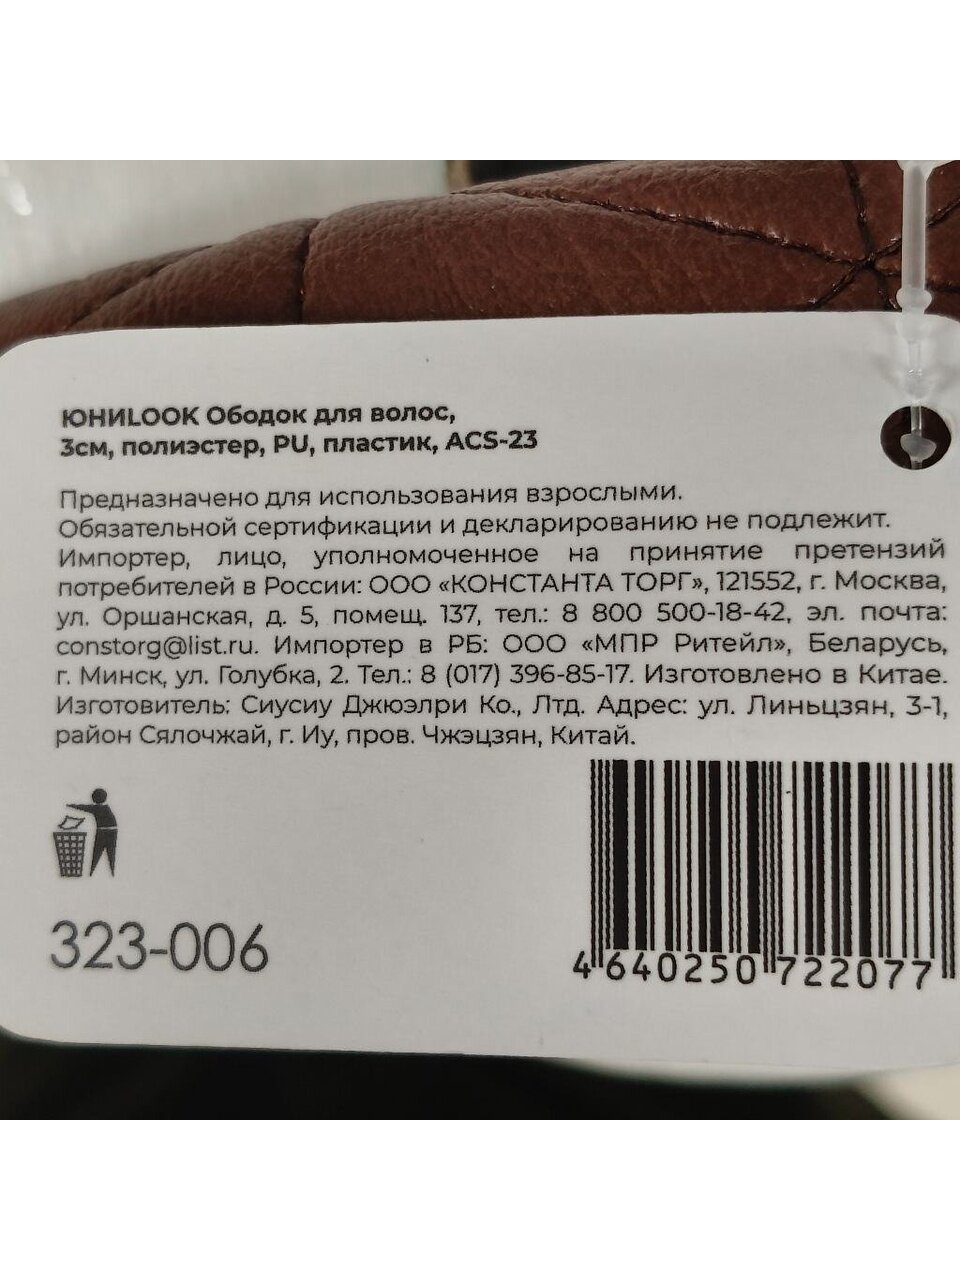 ЮНИLOOK Ободок для волос,
3см, полиэстер, PU, пластик, ACS-23
Предназначено для использования взрослыми.
Обязательной сертификации и декларированию не подлежит.
Импортер, лицо, уполномоченное на принятие претензий
потребителей в России: ООО «КОНСТАНТА ТОРГ», 121552, г. Москва,
ул. Оршанская, д. 5, помещ. 137, тел.: 8 800 500-18-42, эл. почта:
constorg@list.ru. Импортер в РБ: ООО «МПР Ритейл», Беларусь,
г. Минск, ул. Голубка, 2. Тел.: 8 (017) 396-85-17. Изготовлено в Китае.
Изготовитель: Сиусиу Джюэлри Ко., Лтд. Адрес: ул. Линьцзян, 3-1,
район Сялочжай, г. Иу, пров. Чжэцзян, Китай.
323-006
4 640250 722077